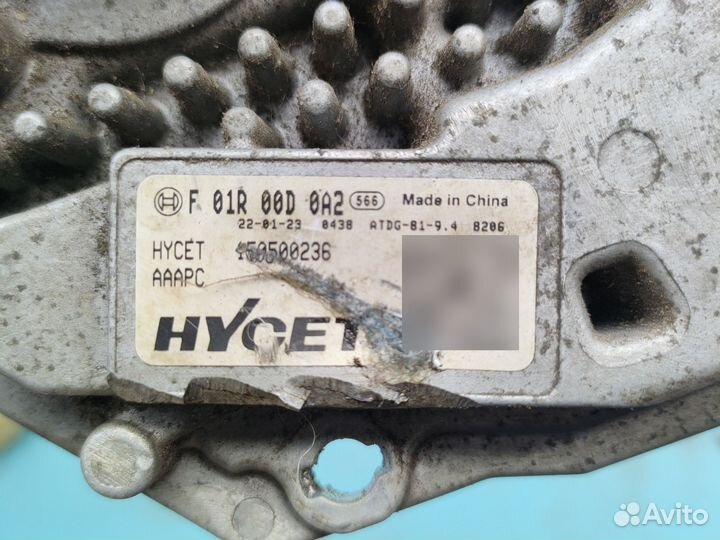 F 01R 00D 0A2 566 Made in China
22-01-23 0438 ATDG-81-9.4 8206
HYCET 150500236
AAAPC
HYCET
Avito